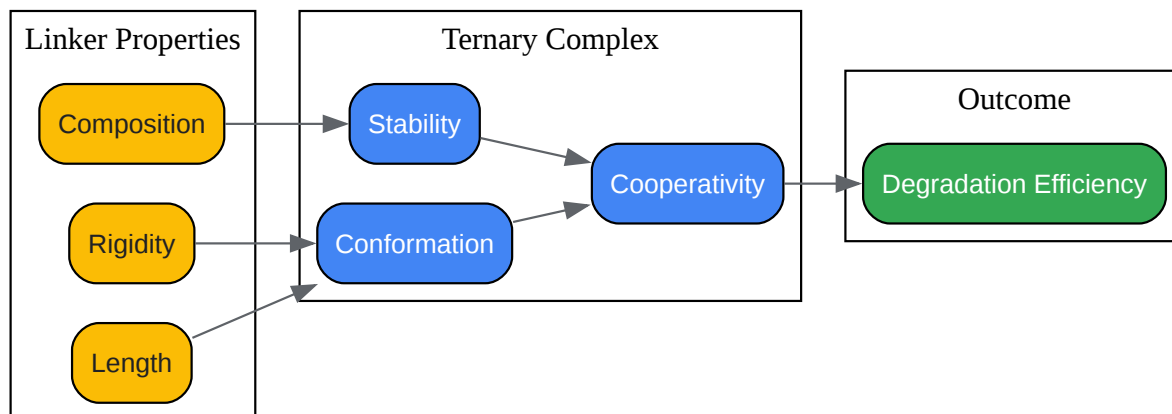 Linker Properties
Composition
Rigidity
Length
Ternary Complex
Stability
Conformation
Cooperativity
Outcome
Degradation Efficiency